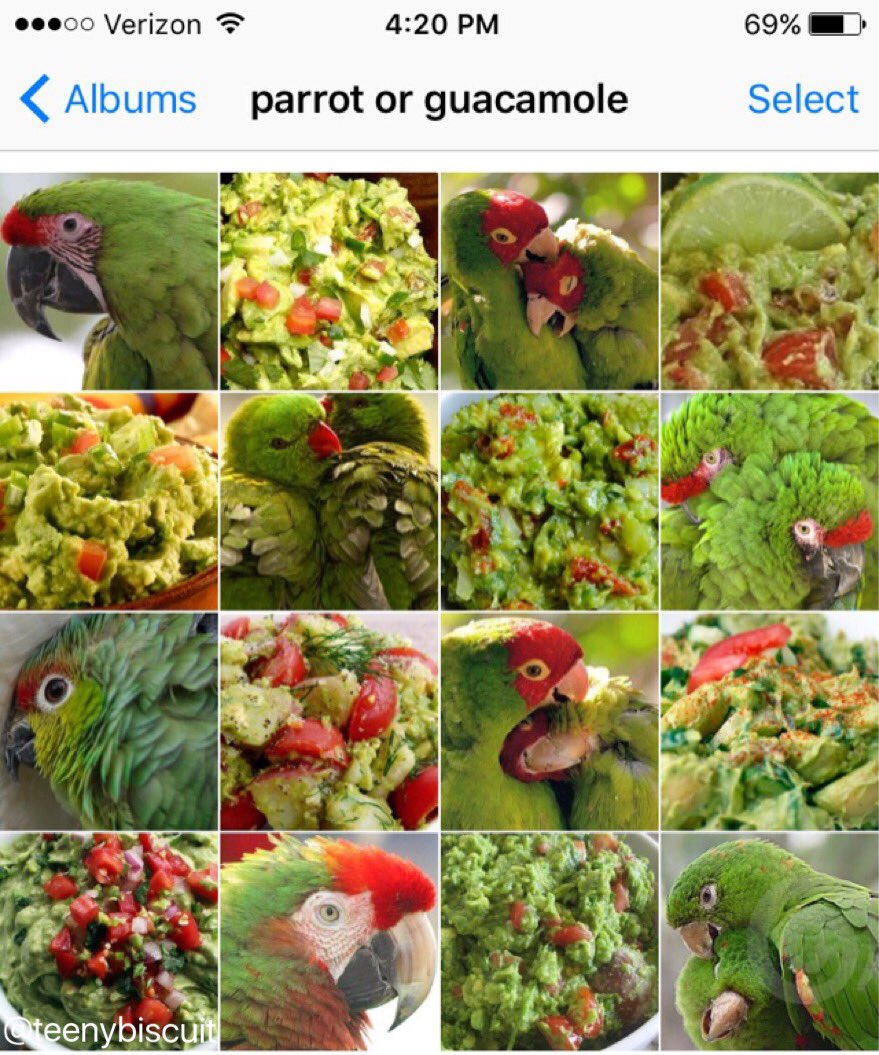 Verizon 4:20 PM 69%
Albums parrot or guacamole Select
@teenybiscuit